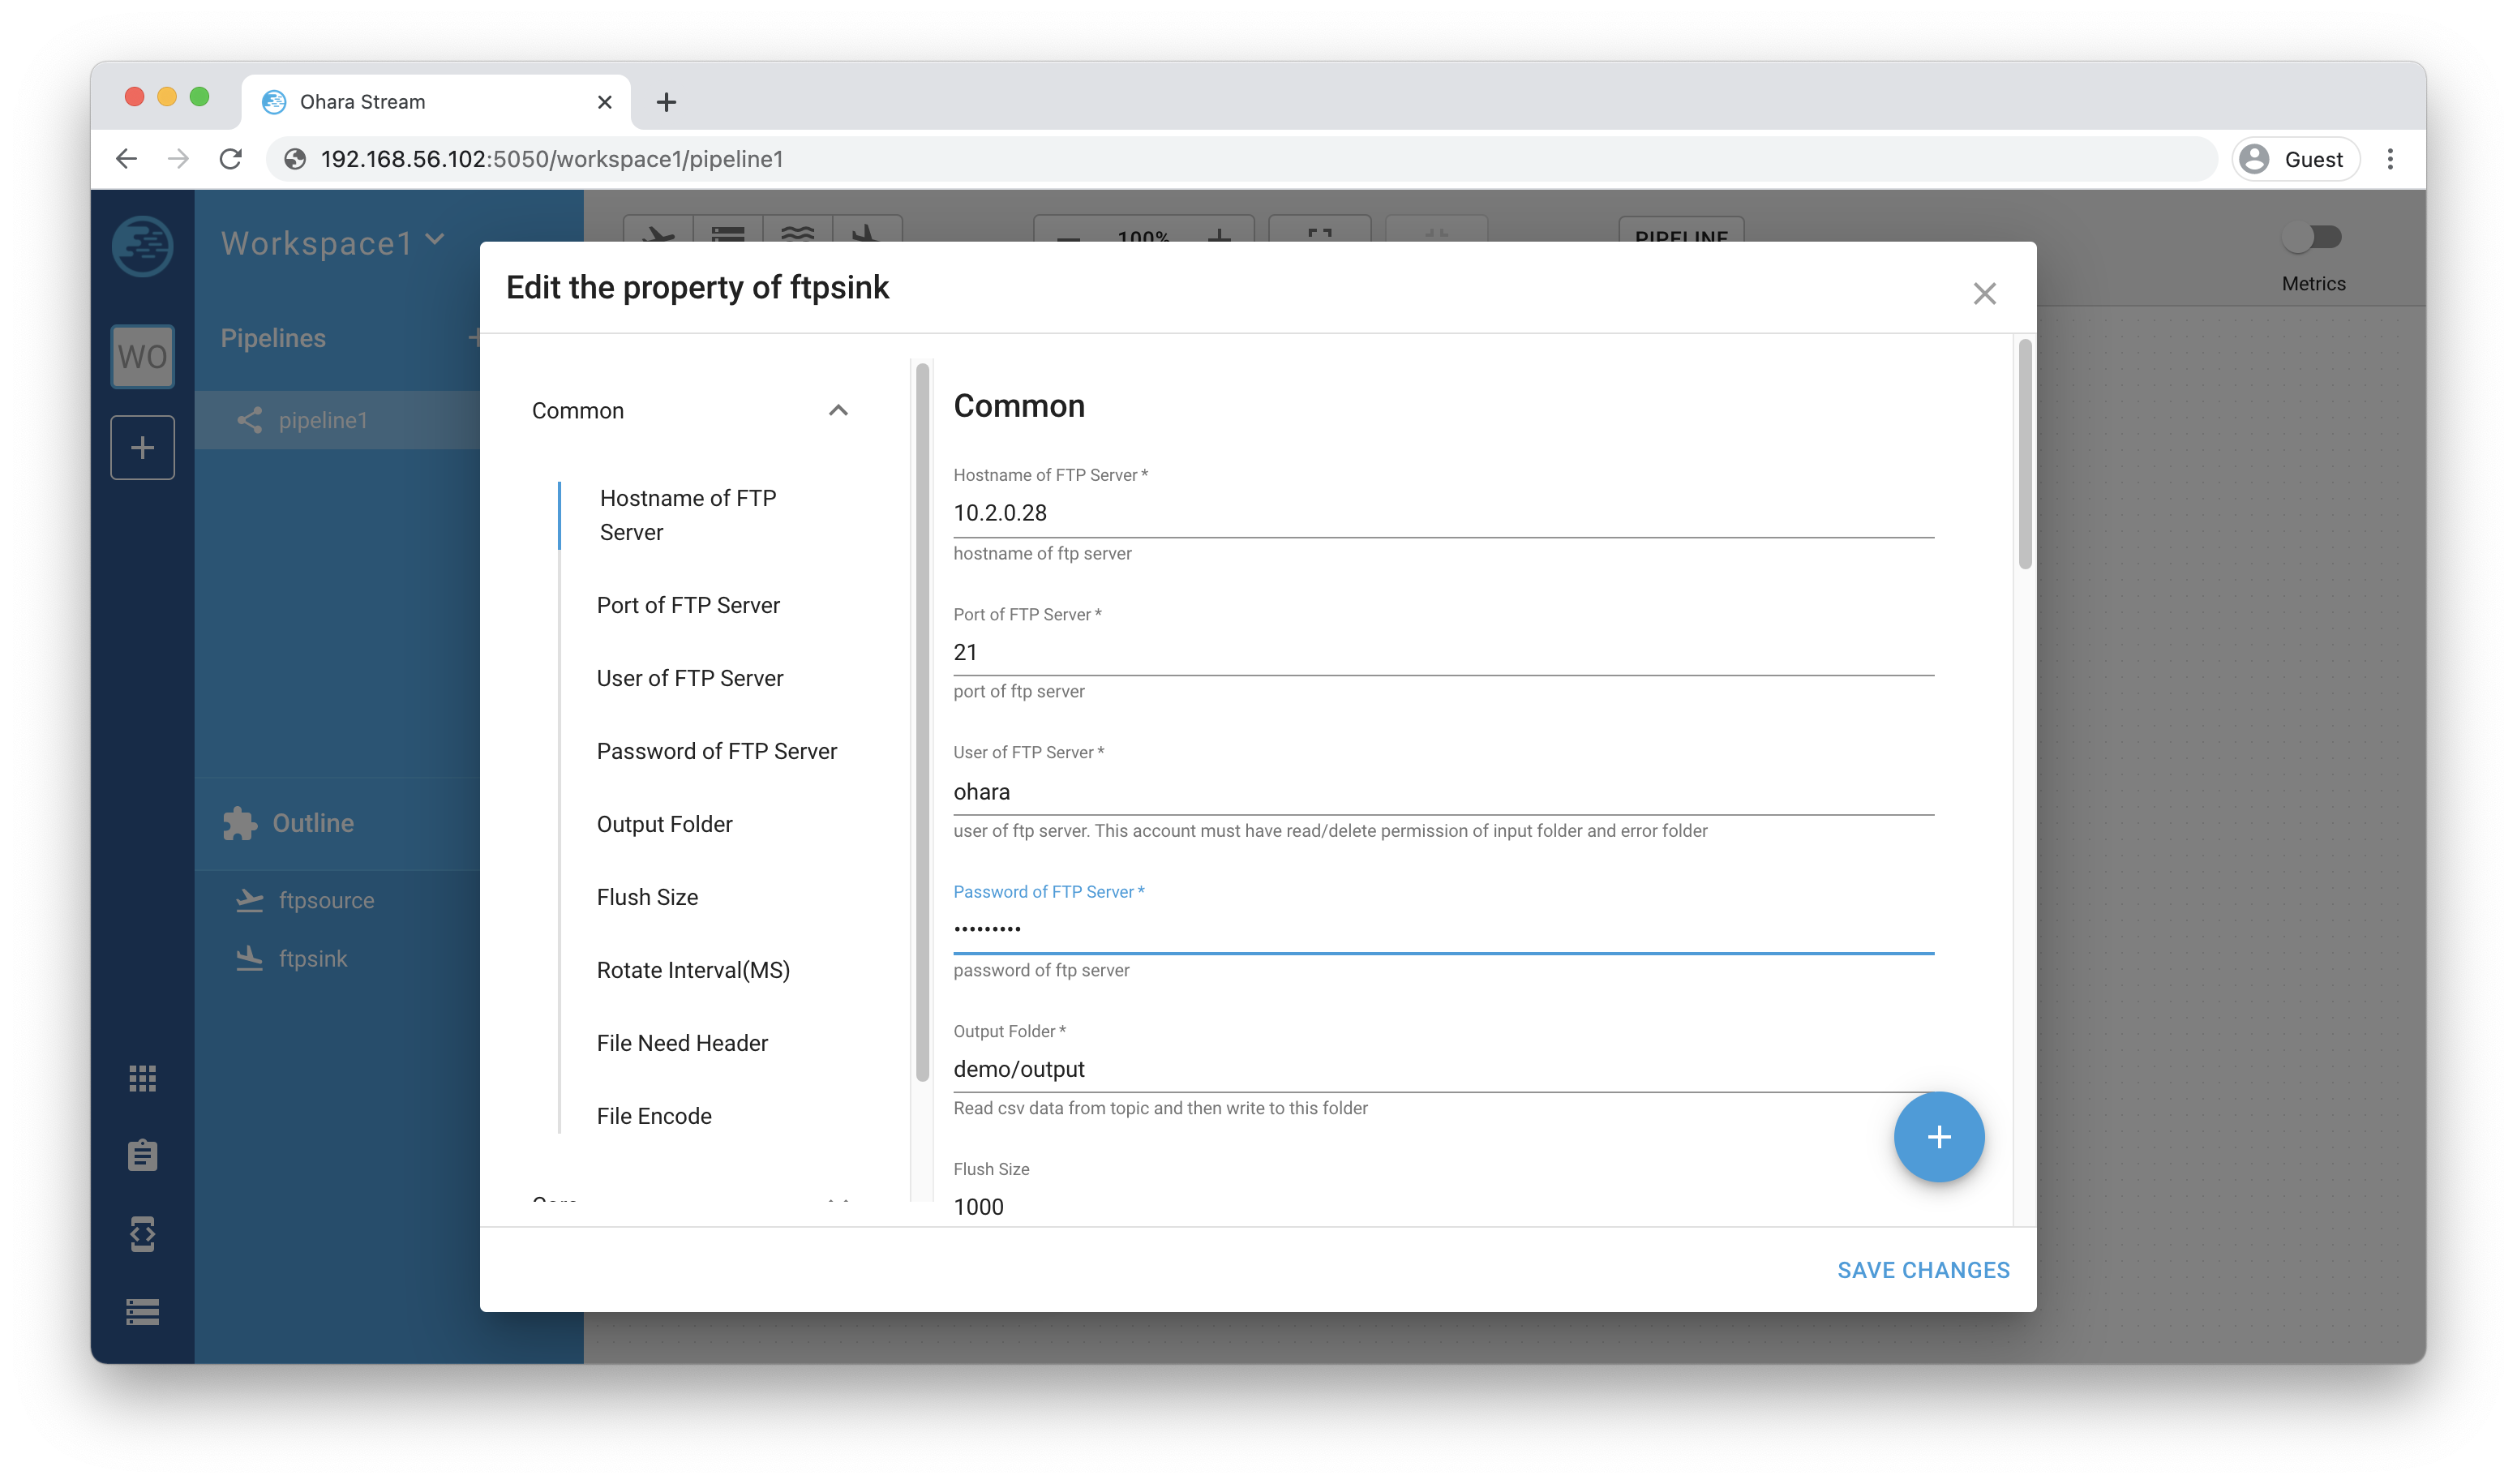 Ohara Stream
192.168.56.102:5050/workspace1/pipeline1
Guest
Workspace1
100%
PIPELINE
Metrics
WO
Pipelines
pipeline1
Outline
ftpsource
ftpsink
Edit the property of ftpsink
Common
Hostname of FTP
Server
Port of FTP Server
User of FTP Server
Password of FTP Server
Output Folder
Flush Size
Rotate Interval(MS)
File Need Header
File Encode
Common
Hostname of FTP Server *
10.2.0.28
hostname of ftp server
Port of FTP Server *
21
port of ftp server
User of FTP Server *
ohara
user of ftp server. This account must have read/delete permission of input folder and error folder
Password of FTP Server *
•••••••••
password of ftp server
Output Folder *
demo/output
Read csv data from topic and then write to this folder
Flush Size
1000
SAVE CHANGES